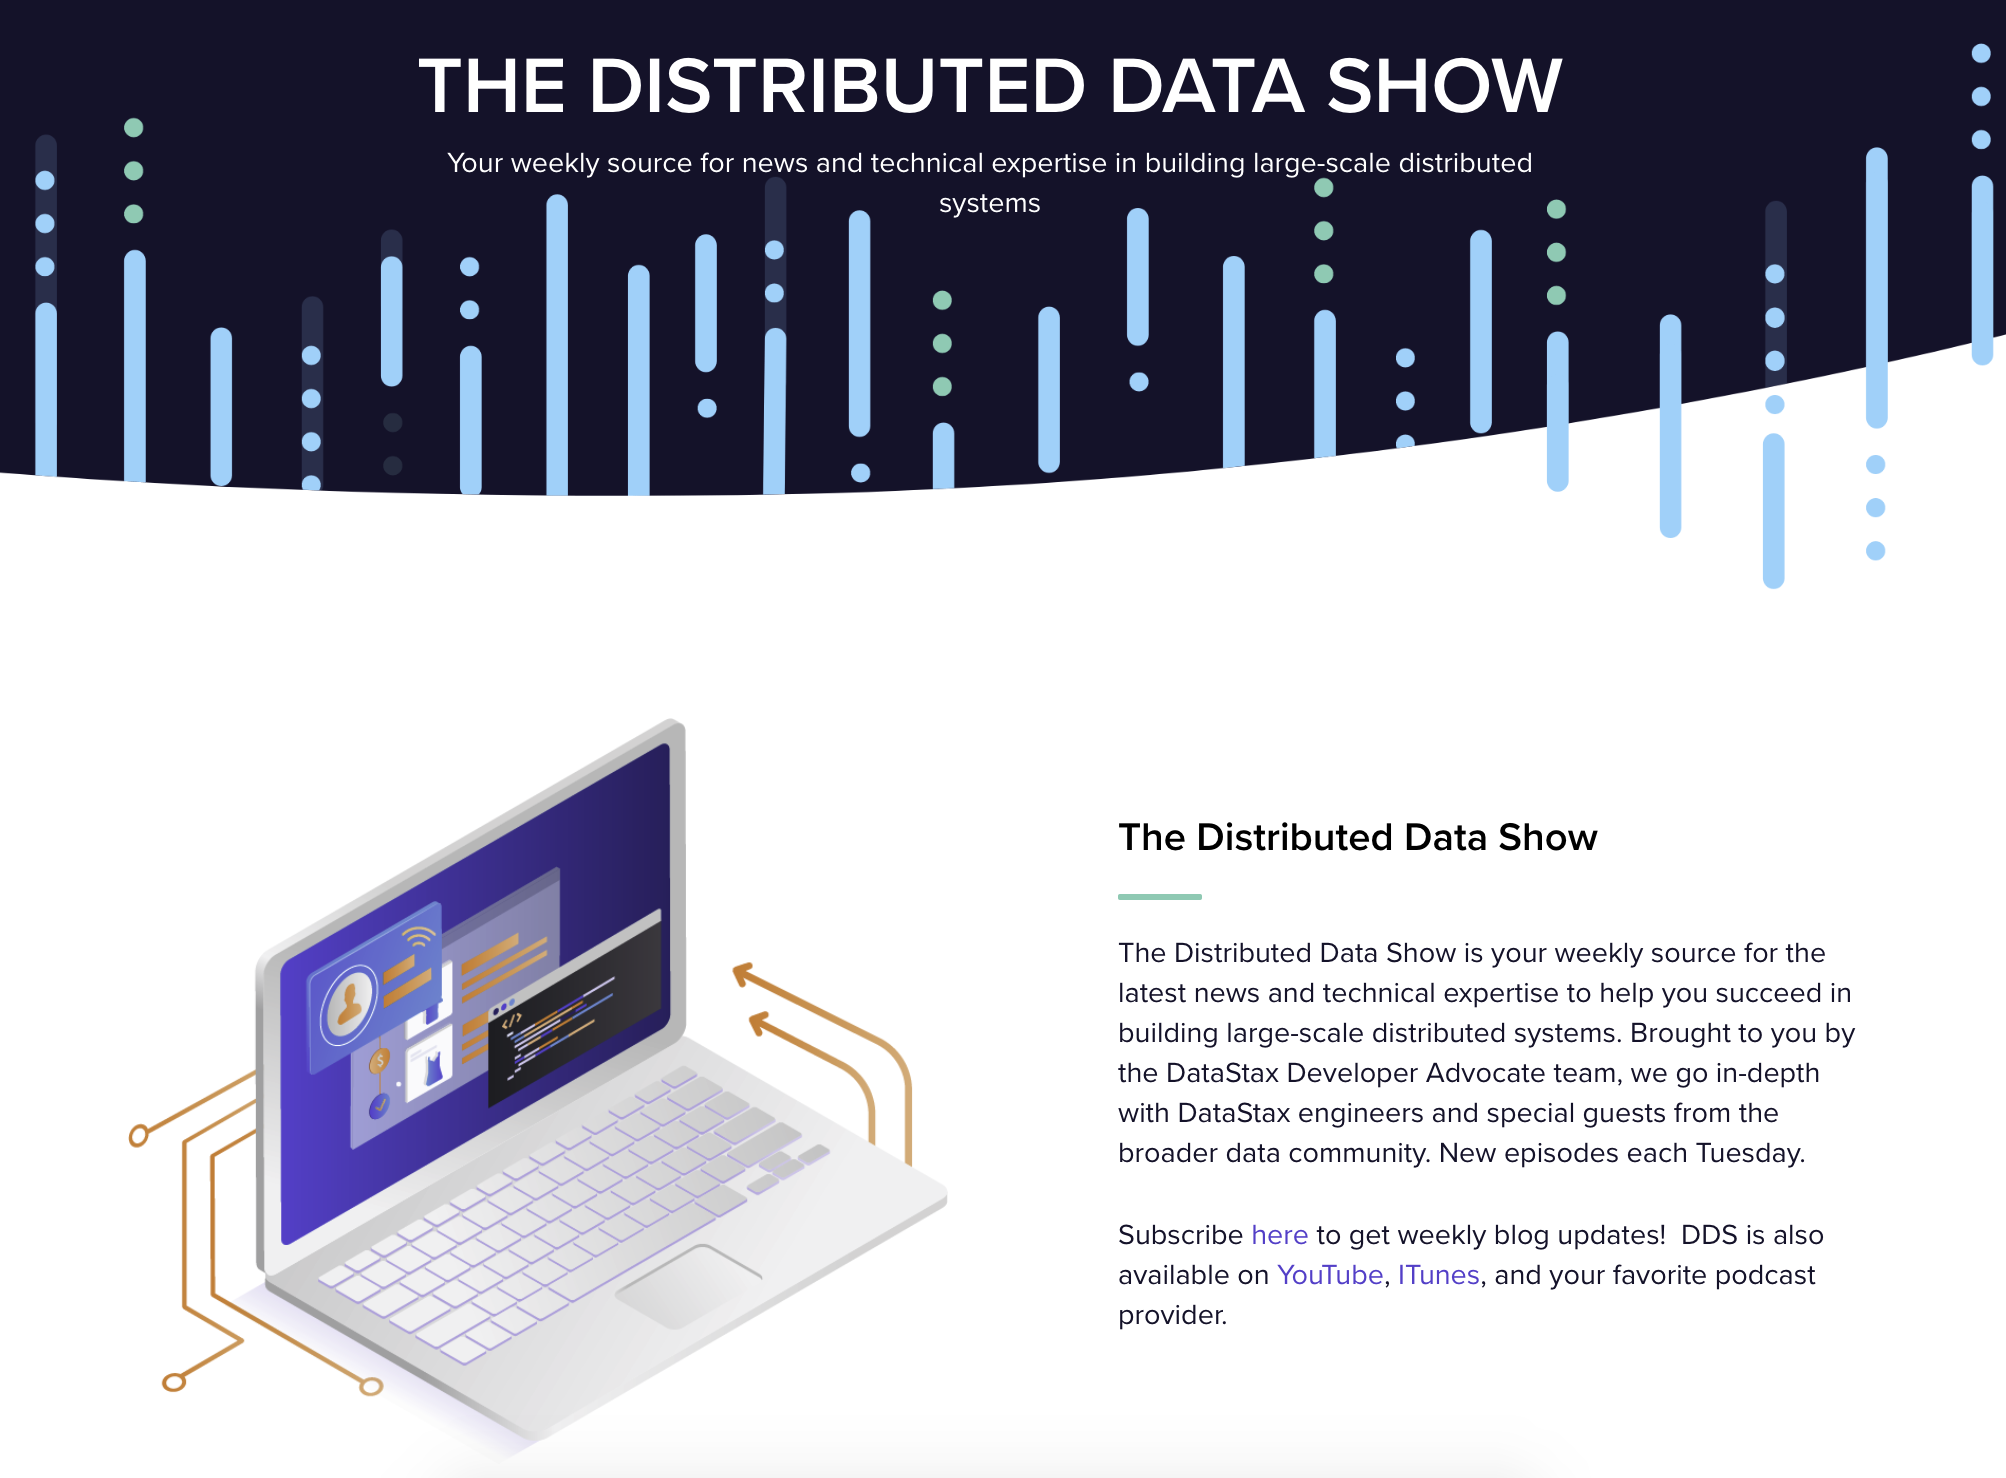 THE DISTRIBUTED DATA SHOW
Your weekly source for news and technical expertise in building large-scale distributed
systems
The Distributed Data Show
The Distributed Data Show is your weekly source for the
latest news and technical expertise to help you succeed in
building large-scale distributed systems. Brought to you by
the DataStax Developer Advocate team, we go in-depth
with DataStax engineers and special guests from the
broader data community. New episodes each Tuesday.
Subscribe here to get weekly blog updates!  DDS is also
available on YouTube, ITunes, and your favorite podcast
provider.
$
</>